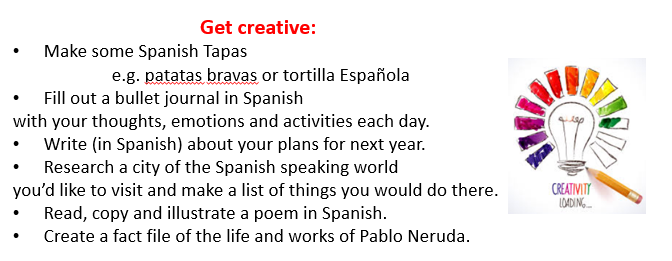 Get creative:
• Make some Spanish Tapas
e.g. patatas bravas or tortilla Española
• Fill out a bullet journal in Spanish
with your thoughts, emotions and activities each day.
• Write (in Spanish) about your plans for next year.
• Research a city of the Spanish speaking world
you’d like to visit and make a list of things you would do there.
• Read, copy and illustrate a poem in Spanish.
• Create a fact file of the life and works of Pablo Neruda.
CREATIVITY
LOADING...